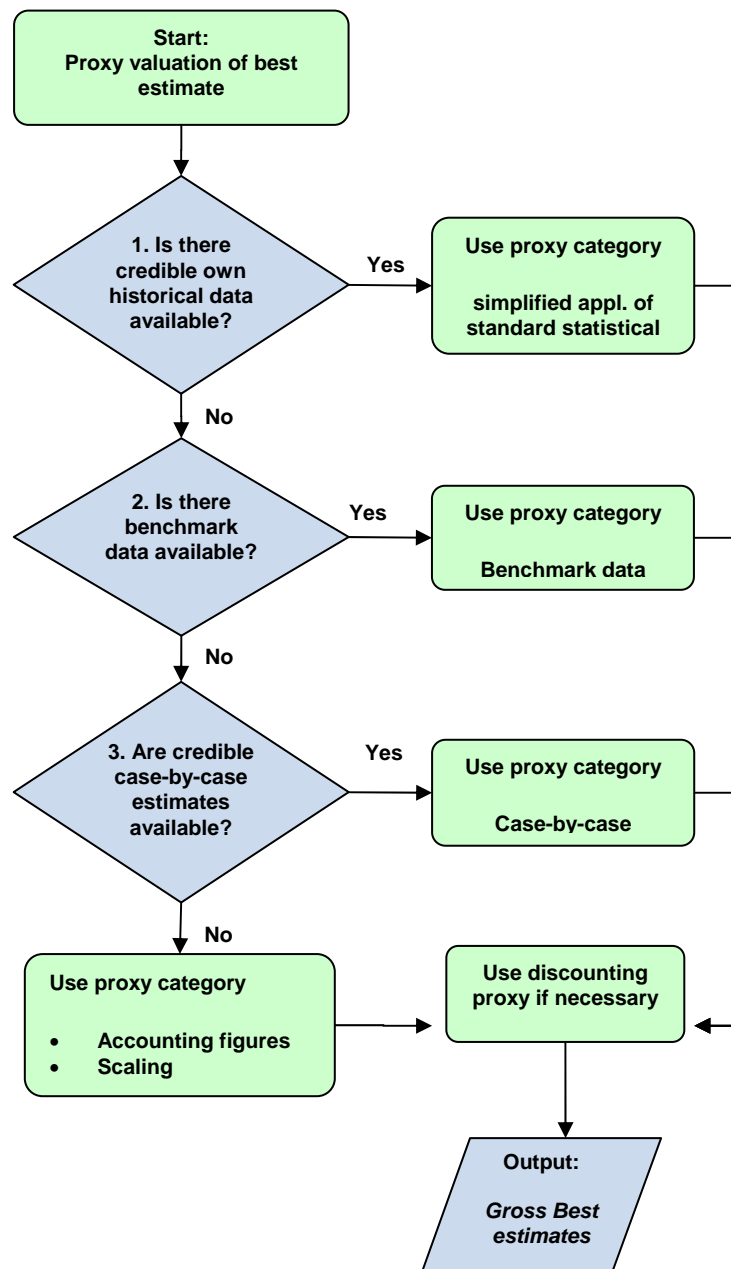 Start:
Proxy valuation of best
estimate
1. Is there
credible own
historical data
available?
Yes
Use proxy category
simplified appl. of
standard statistical
No
2. Is there
benchmark
data available?
Yes
Use proxy category
Benchmark data
No
3. Are credible
case-by-case
estimates
available?
Yes
Use proxy category
Case-by-case
No
Use proxy category
• Accounting figures
• Scaling
Use discounting
proxy if necessary
Output:
Gross Best
estimates